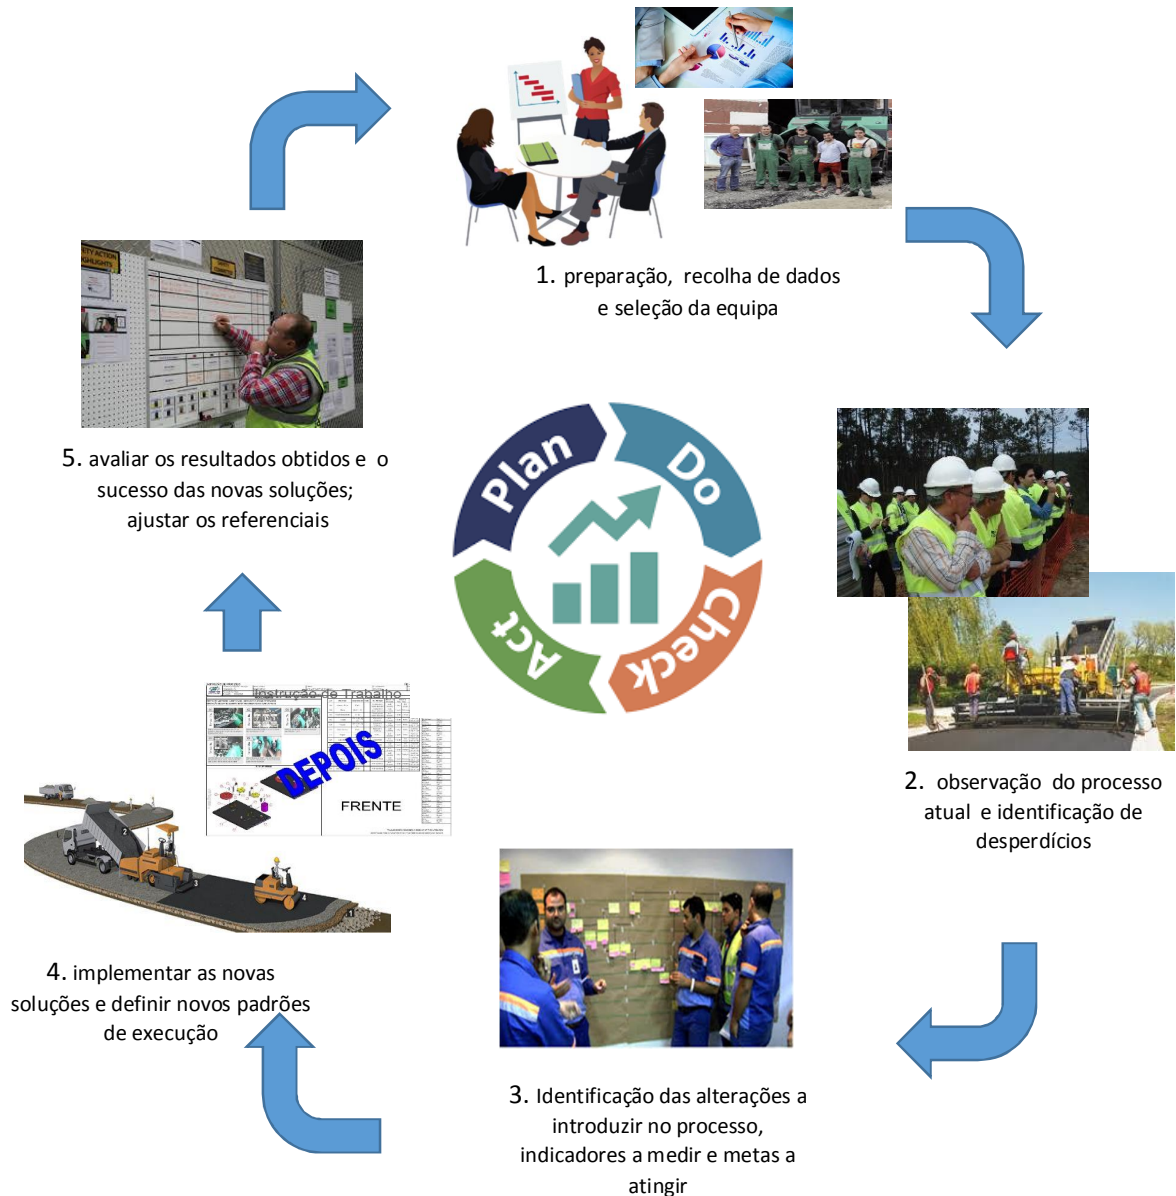 1. preparação, recolha de dados
e seleção da equipa
5. avaliar os resultados obtidos e o
sucesso das novas soluções;
ajustar os referenciais
Plan
Do
Check
Act
Instrução de Trabalho
DEPOIS
FRENTE
2. observação do processo
atual e identificação de
desperdícios
4. implementar as novas
soluções e definir novos padrões
de execução
3. Identificação das alterações a
introduzir no processo,
indicadores a medir e metas a
atingir